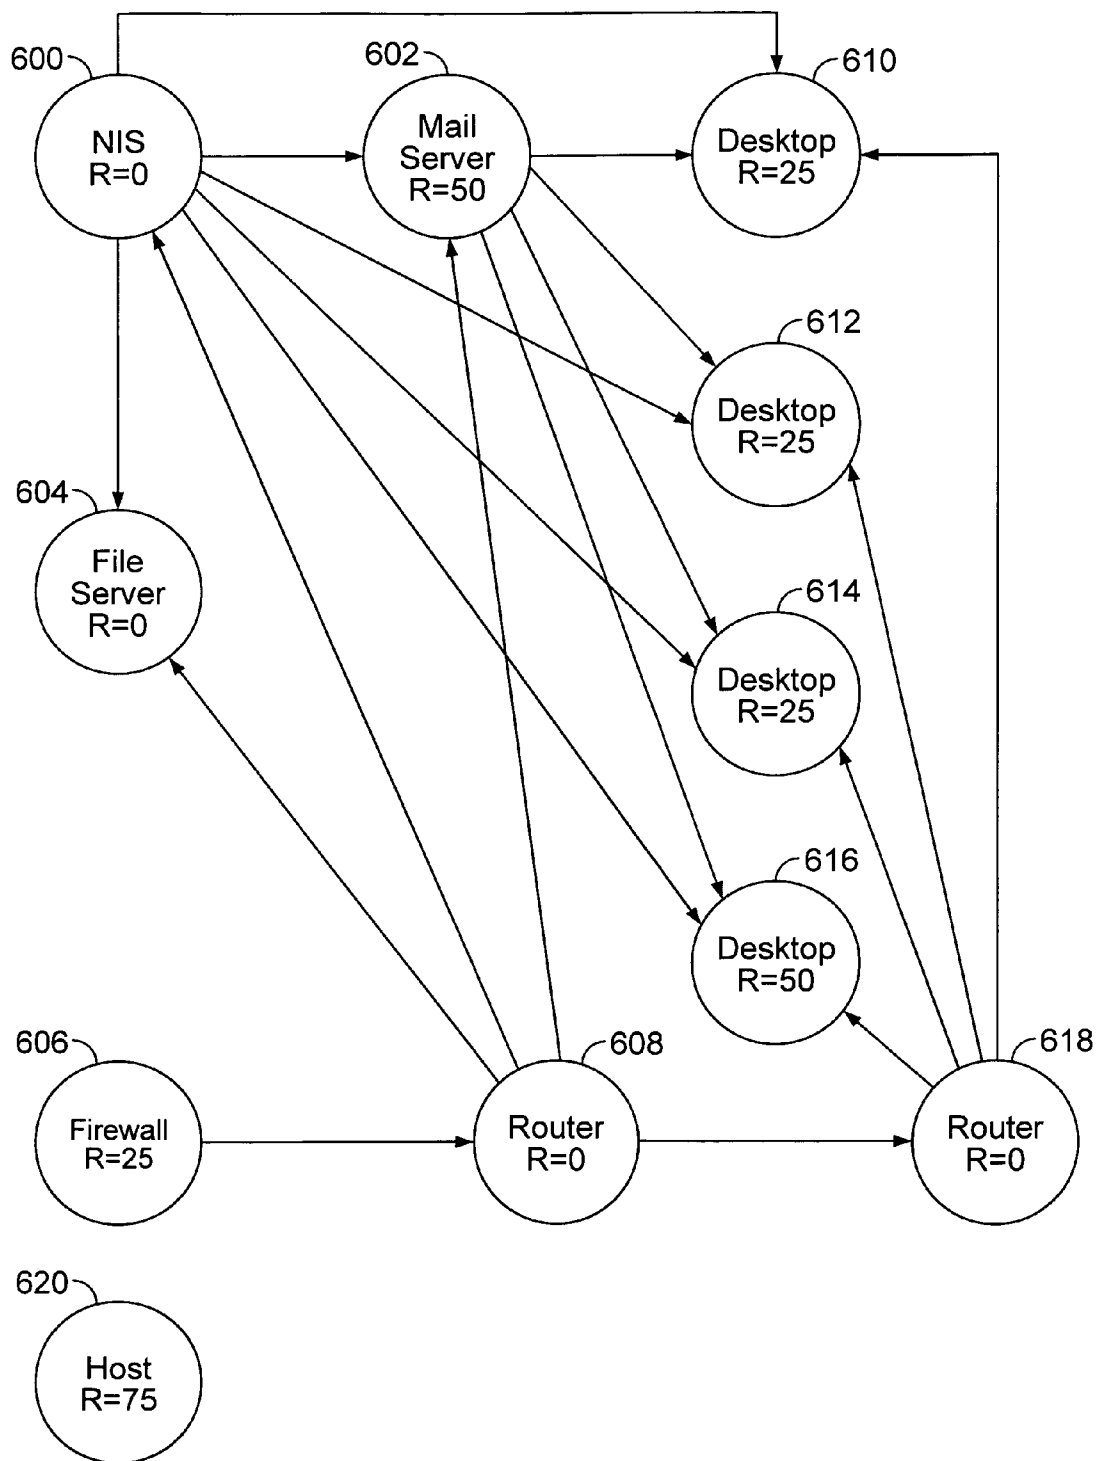 600
NIS
R=0
602
Mail
Server
R=50
610
Desktop
R=25
612
Desktop
R=25
604
File
Server
R=0
614
Desktop
R=25
616
Desktop
R=50
606
Firewall
R=25
608
Router
R=0
618
Router
R=0
620
Host
R=75